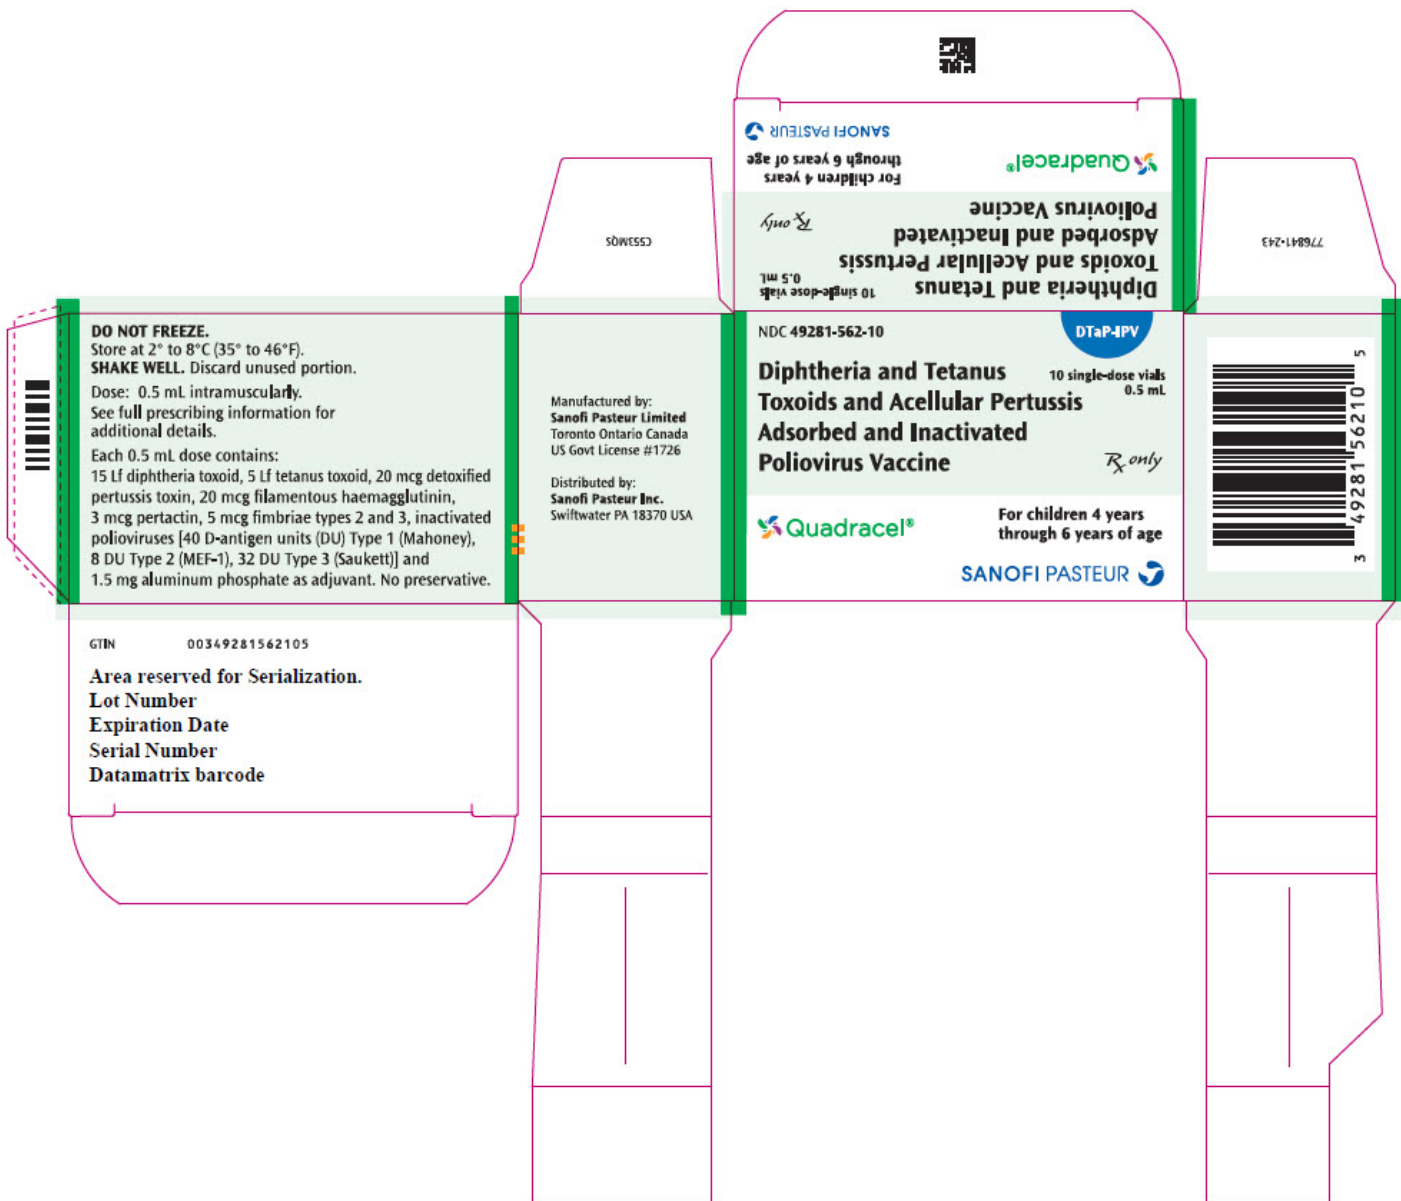 SANOFI PASTEUR
For children 4 years
through 6 years of age
Quadracel®
Rx only
Diphtheria and Tetanus
Toxoids and Acellular Pertussis
Adsorbed and Inactivated
Poliovirus Vaccine
10 single-dose vials
0.5 mL
CS53MQS
776841-243
DO NOT FREEZE.
Store at 2° to 8°C (35° to 46°F).
SHAKE WELL. Discard unused portion.
Dose: 0.5 mL intramuscularly.
See full prescribing information for
additional details.
Each 0.5 mL dose contains:
15 Lf diphtheria toxoid, 5 Lf tetanus toxoid, 20 mcg detoxified
pertussis toxin, 20 mcg filamentous haemagglutinin,
3 mcg pertactin, 5 mcg fimbriae types 2 and 3, inactivated
polioviruses [40 D-antigen units (DU) Type 1 (Mahoney),
8 DU Type 2 (MEF-1), 32 DU Type 3 (Saukett)] and
1.5 mg aluminum phosphate as adjuvant. No preservative.
GTIN 00349281562105
Area reserved for Serialization.
Lot Number
Expiration Date
Serial Number
Datamatrix barcode
Manufactured by:
Sanofi Pasteur Limited
Toronto Ontario Canada
US Govt License #1726
Distributed by:
Sanofi Pasteur Inc.
Swiftwater PA 18370 USA
NDC 49281-562-10
DTaP-IPV
Diphtheria and Tetanus
Toxoids and Acellular Pertussis
Adsorbed and Inactivated
Poliovirus Vaccine
10 single-dose vials
0.5 mL
Rx only
Quadracel®
For children 4 years
through 6 years of age
SANOFI PASTEUR
3 49281 56210 5